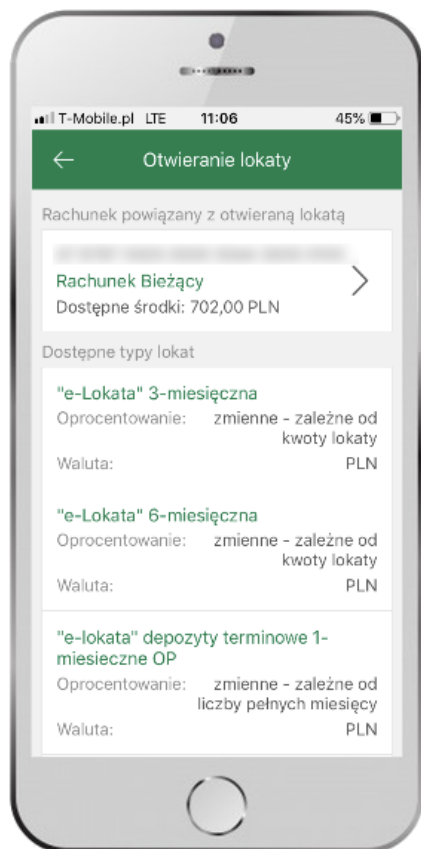 T-Mobile.pl LTE 11:06 45%
Otwieranie lokaty
Rachunek powiązany z otwieraną lokatą
Rachunek Bieżący
Dostępne środki: 702,00 PLN
Dostępne typy lokat
"e-Lokata" 3-miesięczna
Oprocentowanie: zmienne - zależne od
kwoty lokaty
Waluta: PLN
"e-Lokata" 6-miesięczna
Oprocentowanie: zmienne - zależne od
kwoty lokaty
Waluta: PLN
"e-lokata" depozyty terminowe 1-
miesieczne OP
Oprocentowanie: zmienne - zależne od
liczby pełnych miesięcy
Waluta: PLN